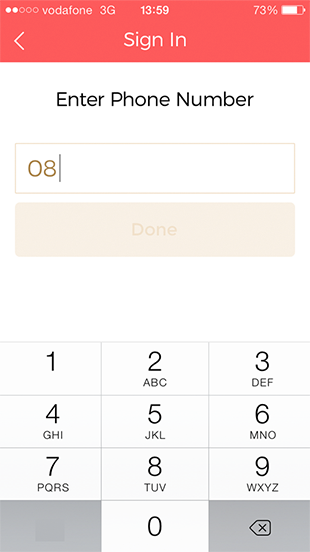 vodafone 3G 13:59 73%
Sign In
Enter Phone Number
08
Done
1 2 3
ABC DEF
4 5 6
GHI JKL MNO
7 8 9
PQRS TUV WXYZ
0